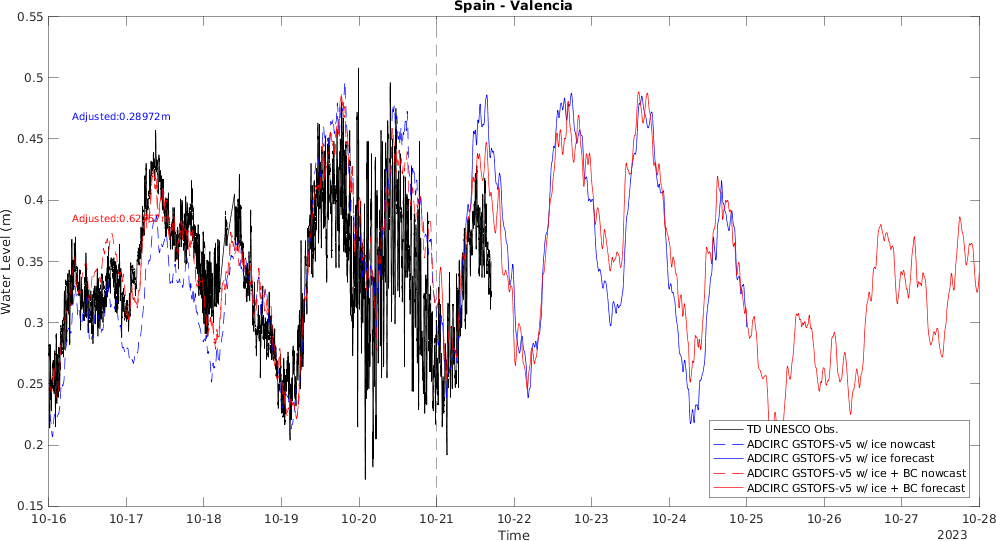 Spain - Valencia
0.55
0.5
0.45
0.4
0.35
0.3
0.25
0.2
0.15
Water Level (m)
Adjusted:0.28972m
TD UNESCO Obs.
ADCIRC GSTOFS-v5 w/ ice nowcast
ADCIRC GSTOFS-v5 w/ ice forecast
ADCIRC GSTOFS-v5 w/ ice + BC nowcast
ADCIRC GSTOFS-v5 w/ ice + BC forecast
10-16 10-17 10-18 10-19 10-20 10-21 10-22 10-23 10-24 10-25 10-26 10-27 10-28
Time
2023